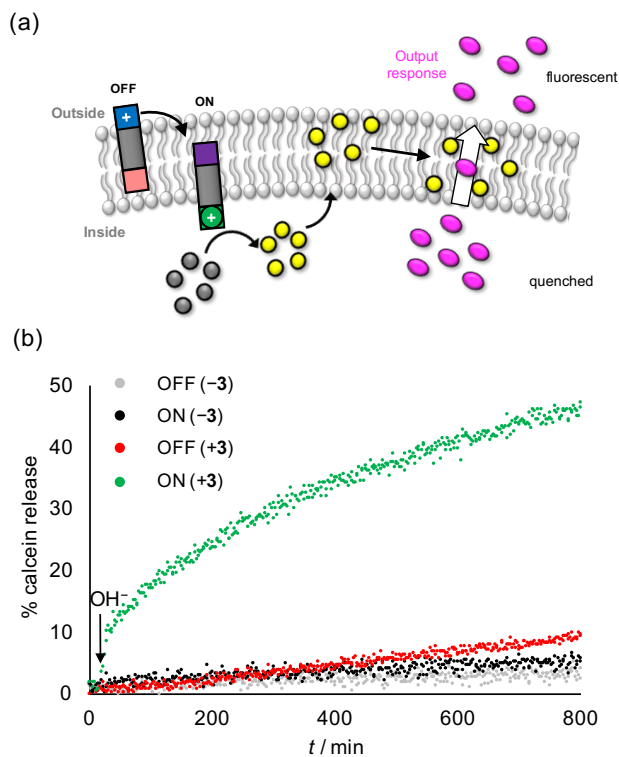 (a)
Output
response
fluorescent
OFF
ON
+
Outside
+
Inside
quenched
(b)
50
40
30
20
10
0
% calcein release
OFF (−3)
ON (−3)
OFF (+3)
ON (+3)
OH⁻
0
200
400
600
800
t / min